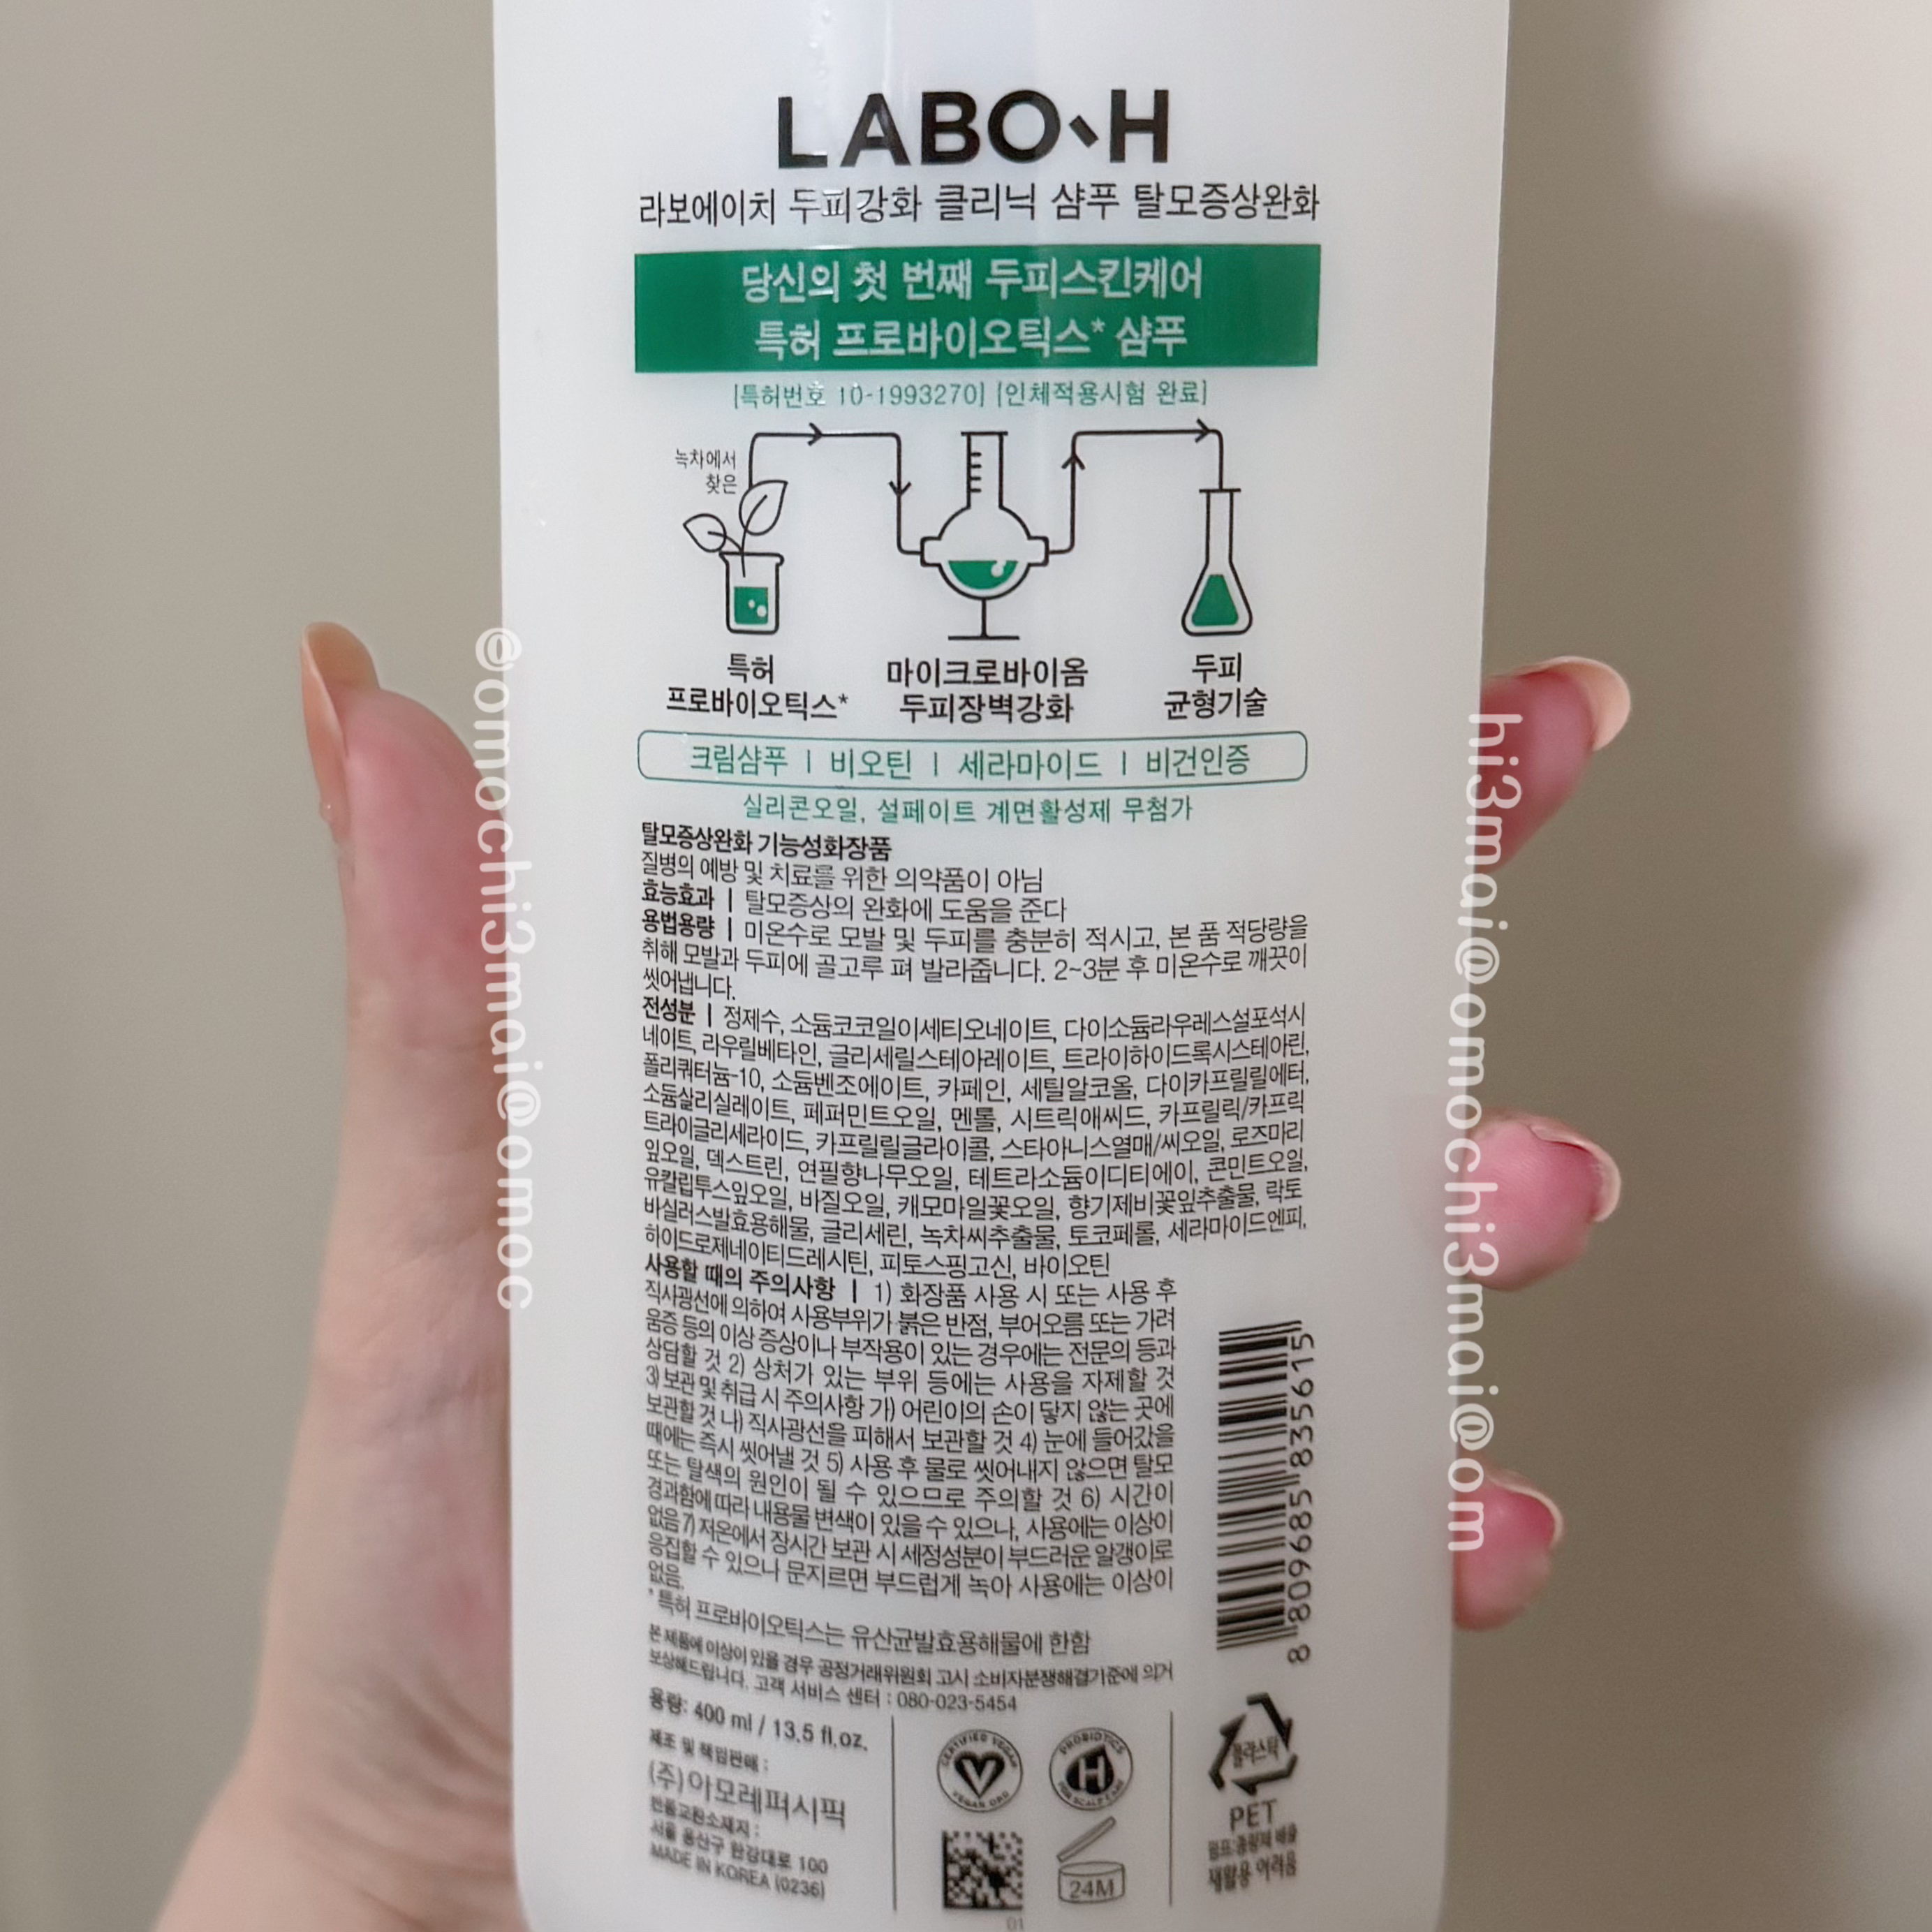 LABO-H
라보에이치 두피강화 클리닉 샴푸 탈모증상완화
당신의 첫 번째 두피스킨케어
특허 프로바이오틱스* 샴푸
[특허번호 10-1993270] [인체적용시험 완료]
녹차에서
찾은
특허
프로바이오틱스*
마이크로바이옴
두피장벽강화
두피
균형기술
크림샴푸 | 비오틴 | 세라마이드 | 비건인증
실리콘오일, 설페이트 계면활성제 무첨가
탈모증상완화 기능성화장품
질병의 예방 및 치료를 위한 의약품이 아님
효능효과 | 탈모증상의 완화에 도움을 준다
용법용량 | 미온수로 모발 및 두피를 충분히 적시고, 본 품 적당량을
취해 모발과 두피에 골고루 펴 발라줍니다. 2~3분 후 미온수로 깨끗이
씻어냅니다.
전성분 | 정제수, 소듐코코일이세티오네이트, 다이소듐라우레스설포석시
네이트, 라우릴베타인, 글리세릴스테아레이트, 트라이하이드록시스테아린,
폴리쿼터늄-10, 소듐벤조에이트, 카페인, 세틸알코올, 다이카프릴릴에터,
소듐살리실레이트, 페퍼민트오일, 멘톨, 시트릭애씨드, 카프릴릭/카프릭
트라이글리세라이드, 카프릴릴글라이콜, 스타아니스열매/씨오일, 로즈마리
잎오일, 덱스트린, 연필향나무오일, 테트라소듐이디티에이, 콘민트오일,
유칼립투스잎오일, 바질오일, 캐모마일꽃오일, 향기제비꽃잎추출물, 락토
바실러스발효용해물, 글리세린, 녹차씨추출물, 토코페롤, 세라마이드엔피,
하이드로제네이티드레시틴, 피토스핑고신, 바이오틴
사용할 때의 주의사항 | 1) 화장품 사용 시 또는 사용 후
직사광선에 의하여 사용부위가 붉은 반점, 부어오름 또는 가려
움증 등의 이상 증상이나 부작용이 있는 경우에는 전문의 등과
상담할 것 2) 상처가 있는 부위 등에는 사용을 자제할 것
3) 보관 및 취급 시 주의사항 가) 어린이의 손이 닿지 않는 곳에
보관할 것 나) 직사광선을 피해서 보관할 것 4) 눈에 들어갔을
때에는 즉시 씻어낼 것 5) 사용 후 물로 씻어내지 않으면 탈모
또는 탈색의 원인이 될 수 있으므로 주의할 것 6) 시간이
경과함에 따라 내용물 변색이 있을 수 있으나, 사용에는 이상이
없음 7) 저온에서 장시간 보관 시 세정성분이 부드러운 알갱이로
응집할 수 있으나 문지르면 부드럽게 녹아 사용에는 이상이
없음.
* 특허 프로바이오틱스는 유산균발효용해물에 한함
본 제품에 이상이 있을 경우 공정거래위원회 고시 소비자분쟁해결기준에 의거
보상해드립니다. 고객 서비스 센터 : 080-023-5454
용량: 400 ml / 13.5 fl.oz.
제조 및 책임판매 :
(주)아모레퍼시픽
반품교환소재지 :
서울 용산구 한강대로 100
MADE IN KOREA (0236)
CERTIFIED VEGAN
VEGAN.ORG
PROBIOTICS
H
FOR SCALP CARE
24M
01
8 809685 835615
플라스틱
PET
펌프:종량제 배출
재활용 어려움
@omochi3mai@omoc
hi3mai@omochi3mai@om